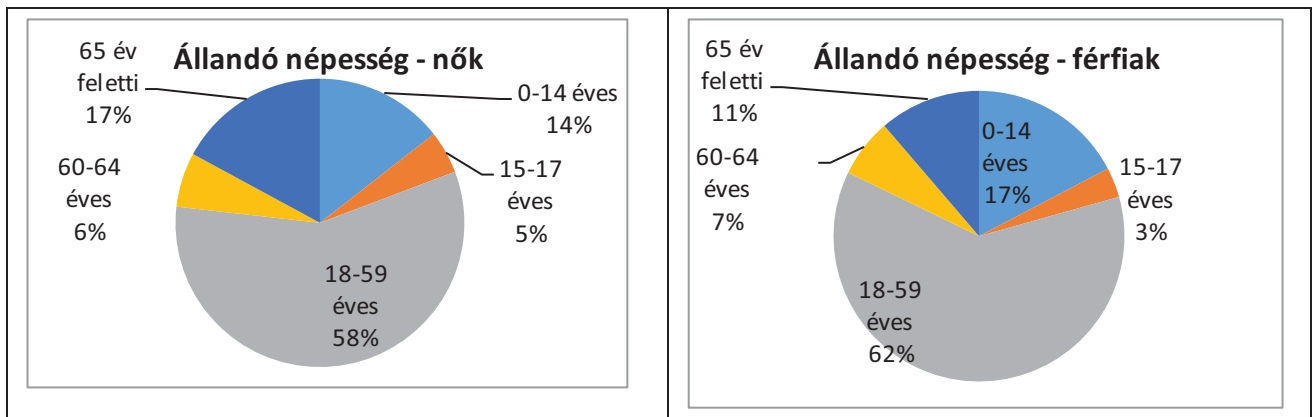 Állandó népesség - nők
65 év
feletti
17%
0-14 éves
14%
15-17
éves
5%
60-64
éves
6%
18-59
éves
58%
Állandó népesség - férfiak
65 év
feletti
11%
0-14
éves
17%
15-17
éves
3%
60-64
éves
7%
18-59
éves
62%